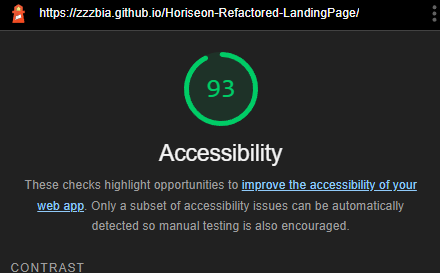 https://zzzbia.github.io/Horiseon-Refactored-LandingPage/
93
Accessibility
These checks highlight opportunities to improve the accessibility of your
web app. Only a subset of accessibility issues can be automatically
detected so manual testing is also encouraged.
CONTRAST